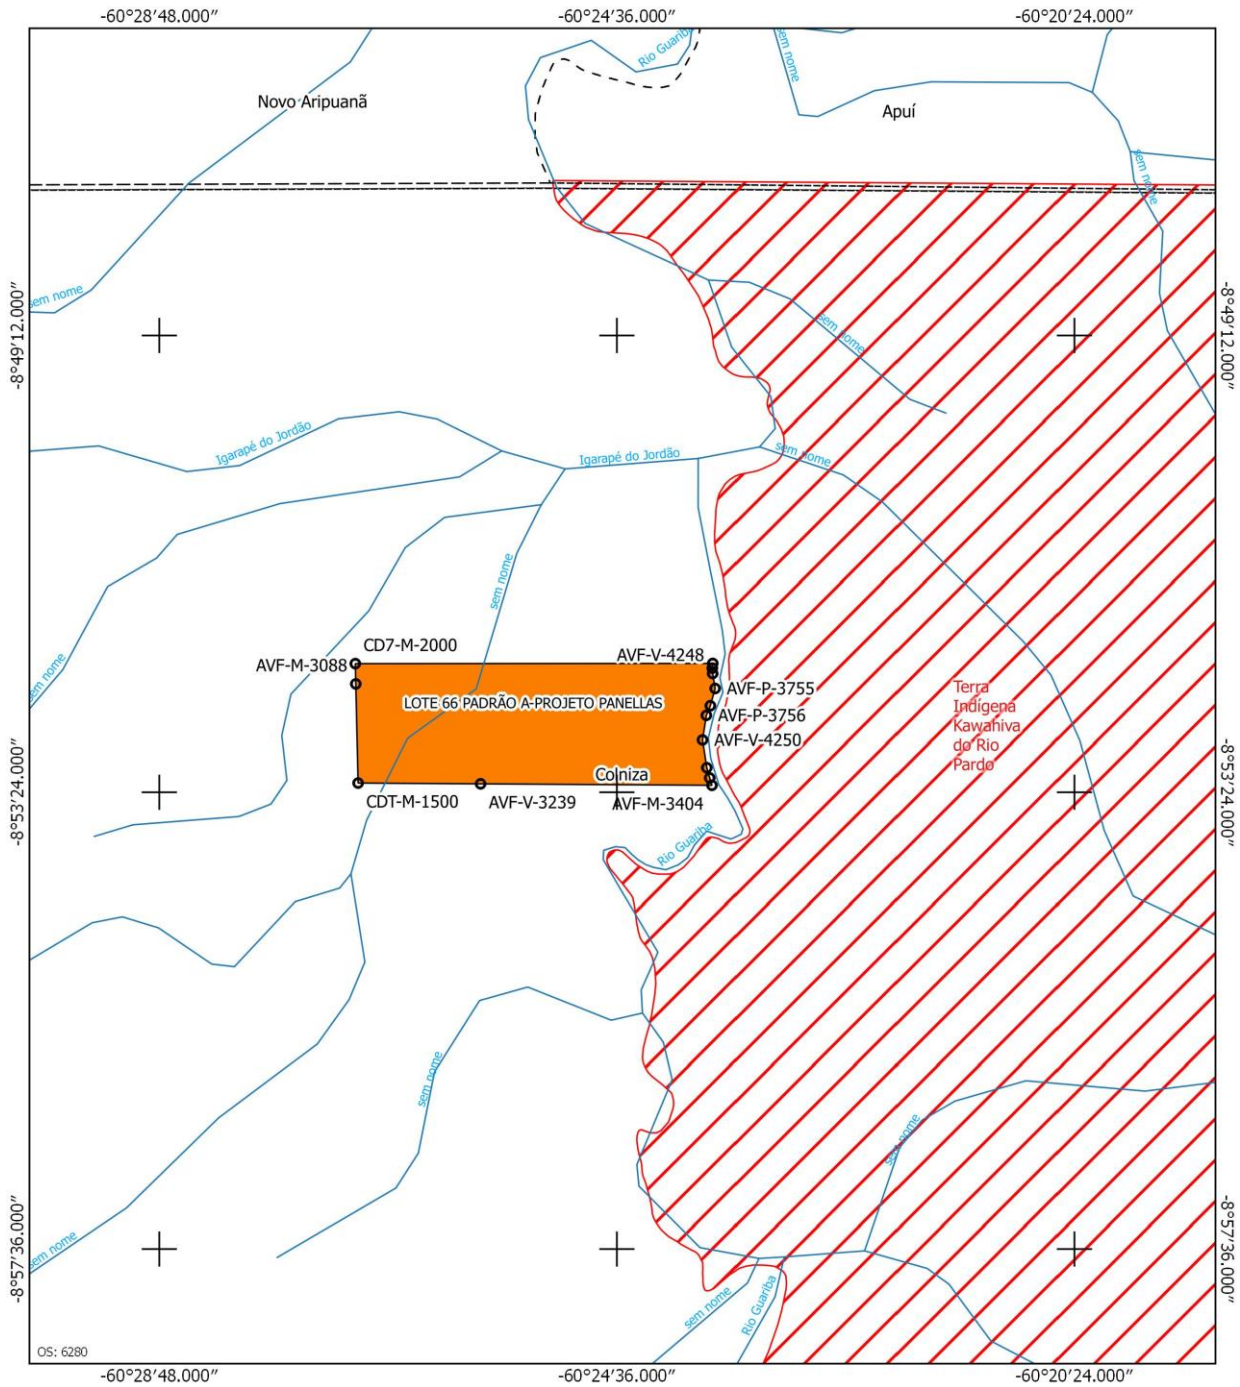 -60°28'48.000"
-60°24'36.000"
-60°20'24.000"
Rio Guariba
sem nome
Novo Aripuanã
Apuí
sem nome
sem nome
-8°49'12.000"
-8°49'12.000"
sem nome
Igarapé do Jordão
Igarapé do Jordão
sem nome
sem nome
sem nome
CD7-M-2000
AVF-V-4248
AVF-M-3088
AVF-P-3755
Terra
Indígena
Kawahiva
do Rio
Pardo
LOTE 66 PADRÃO A-PROJETO PANELLAS
AVF-P-3756
AVF-V-4250
Colniza
-8°53'24.000"
-8°53'24.000"
CDT-M-1500
AVF-V-3239
AVF-M-3404
Rio Guariba
sem nome
sem nome
sem nome
-8°57'36.000"
-8°57'36.000"
sem nome
Rio Guariba
OS: 6280
-60°28'48.000"
-60°24'36.000"
-60°20'24.000"